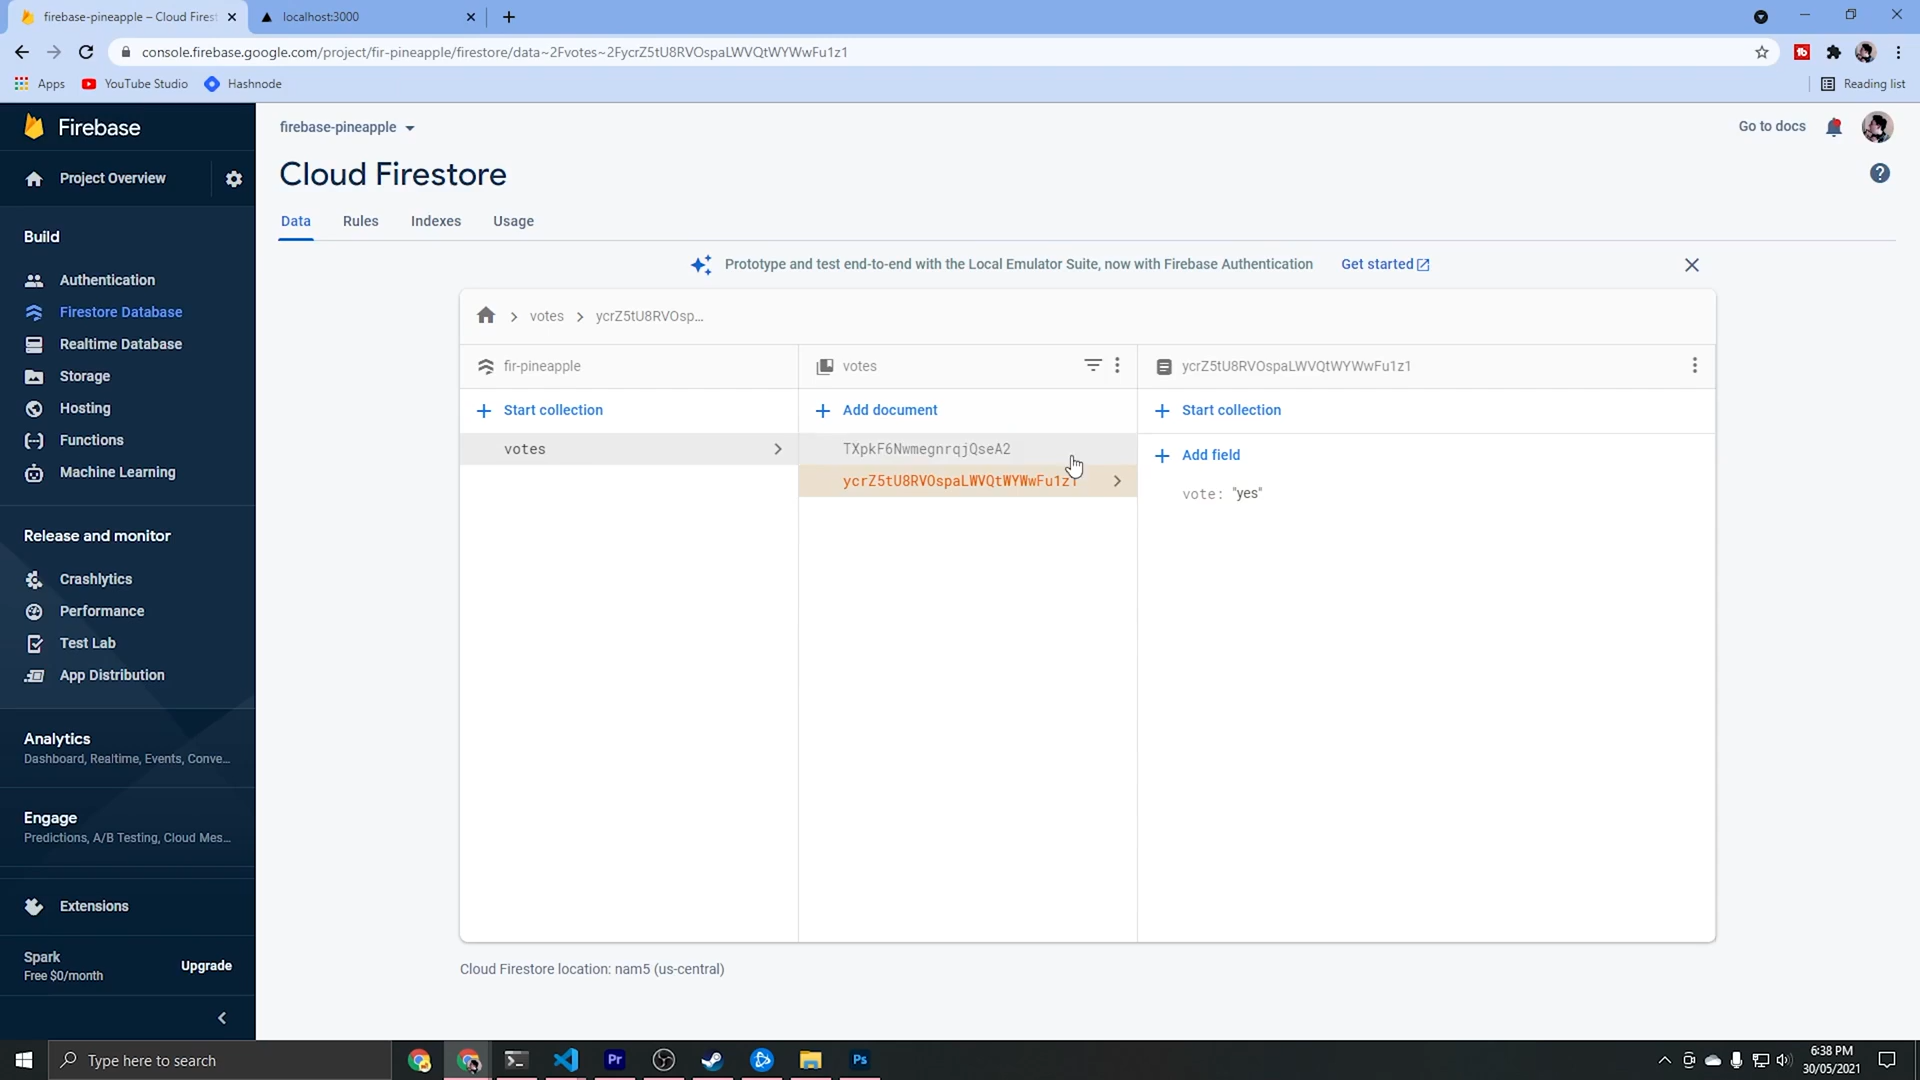 firebase-pineapple – Cloud Fires
localhost:3000
console.firebase.google.com/project/fir-pineapple/firestore/data~2Fvotes~2FycrZ5tU8RVOspaLWVQtWYWwFu1z1
Apps
YouTube Studio
Hashnode
Reading list
Firebase
firebase-pineapple
Go to docs
Project Overview
Cloud Firestore
Data
Rules
Indexes
Usage
Build
Authentication
Firestore Database
Realtime Database
Storage
Hosting
Functions
Machine Learning
Release and monitor
Crashlytics
Performance
Test Lab
App Distribution
Analytics
Dashboard, Realtime, Events, Conve...
Engage
Predictions, A/B Testing, Cloud Mes...
Extensions
Spark
Free $0/month
Upgrade
Prototype and test end-to-end with the Local Emulator Suite, now with Firebase Authentication
Get started
votes
ycrZ5tU8RVOsp...
fir-pineapple
Start collection
votes
votes
Add document
TXpkF6NwmegnrqjQseA2
ycrZ5tU8RVOspaLWVQtWYWwFu1z1
ycrZ5tU8RVOspaLWVQtWYWwFu1z1
Start collection
Add field
vote: "yes"
Cloud Firestore location: nam5 (us-central)
Type here to search
Pr
Ps
6:38 PM
30/05/2021